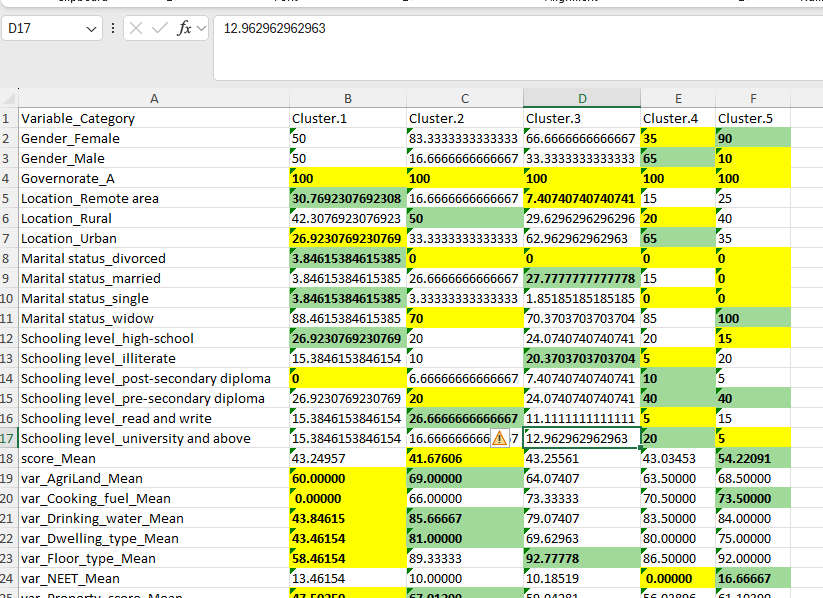 D17 fx 12.962962962963
A B C D E F
1 Variable_Category Cluster.1 Cluster.2 Cluster.3 Cluster.4 Cluster.5
2 Gender_Female 50 83.3333333333333 66.6666666666667 35 90
3 Gender_Male 50 16.6666666666667 33.3333333333333 65 10
4 Governorate_A 100 100 100 100 100
5 Location_Remote area 30.7692307692308 16.6666666666667 7.40740740740741 15 25
6 Location_Rural 42.3076923076923 50 29.6296296296296 20 40
7 Location_Urban 26.9230769230769 33.3333333333333 62.962962962963 65 35
8 Marital status_divorced 3.84615384615385 0 0 0 0
9 Marital status_married 3.84615384615385 26.6666666666667 27.7777777777778 15 0
10 Marital status_single 3.84615384615385 3.33333333333333 1.85185185185185 0 0
11 Marital status_widow 88.4615384615385 70 70.3703703703704 85 100
12 Schooling level_high-school 26.9230769230769 20 24.0740740740741 20 15
13 Schooling level_illiterate 15.3846153846154 10 20.3703703703704 5 20
14 Schooling level_post-secondary diploma 0 6.66666666666667 7.40740740740741 10 5
15 Schooling level_pre-secondary diploma 26.9230769230769 20 24.0740740740741 40 40
16 Schooling level_read and write 15.3846153846154 26.6666666666667 11.1111111111111 5 15
17 Schooling level_university and above 15.3846153846154 16.666666666 7 12.962962962963 20 5
18 score_Mean 43.24957 41.67606 43.25561 43.03453 54.22091
19 var_AgriLand_Mean 60.00000 69.00000 64.07407 63.50000 68.50000
20 var_Cooking_fuel_Mean 0.00000 66.00000 73.33333 70.50000 73.50000
21 var_Drinking_water_Mean 43.84615 85.66667 79.07407 83.50000 84.00000
22 var_Dwelling_type_Mean 43.46154 81.00000 69.62963 80.00000 75.00000
23 var_Floor_type_Mean 58.46154 89.33333 92.77778 86.50000 92.00000
24 var_NEET_Mean 13.46154 10.00000 10.18519 0.00000 16.66667